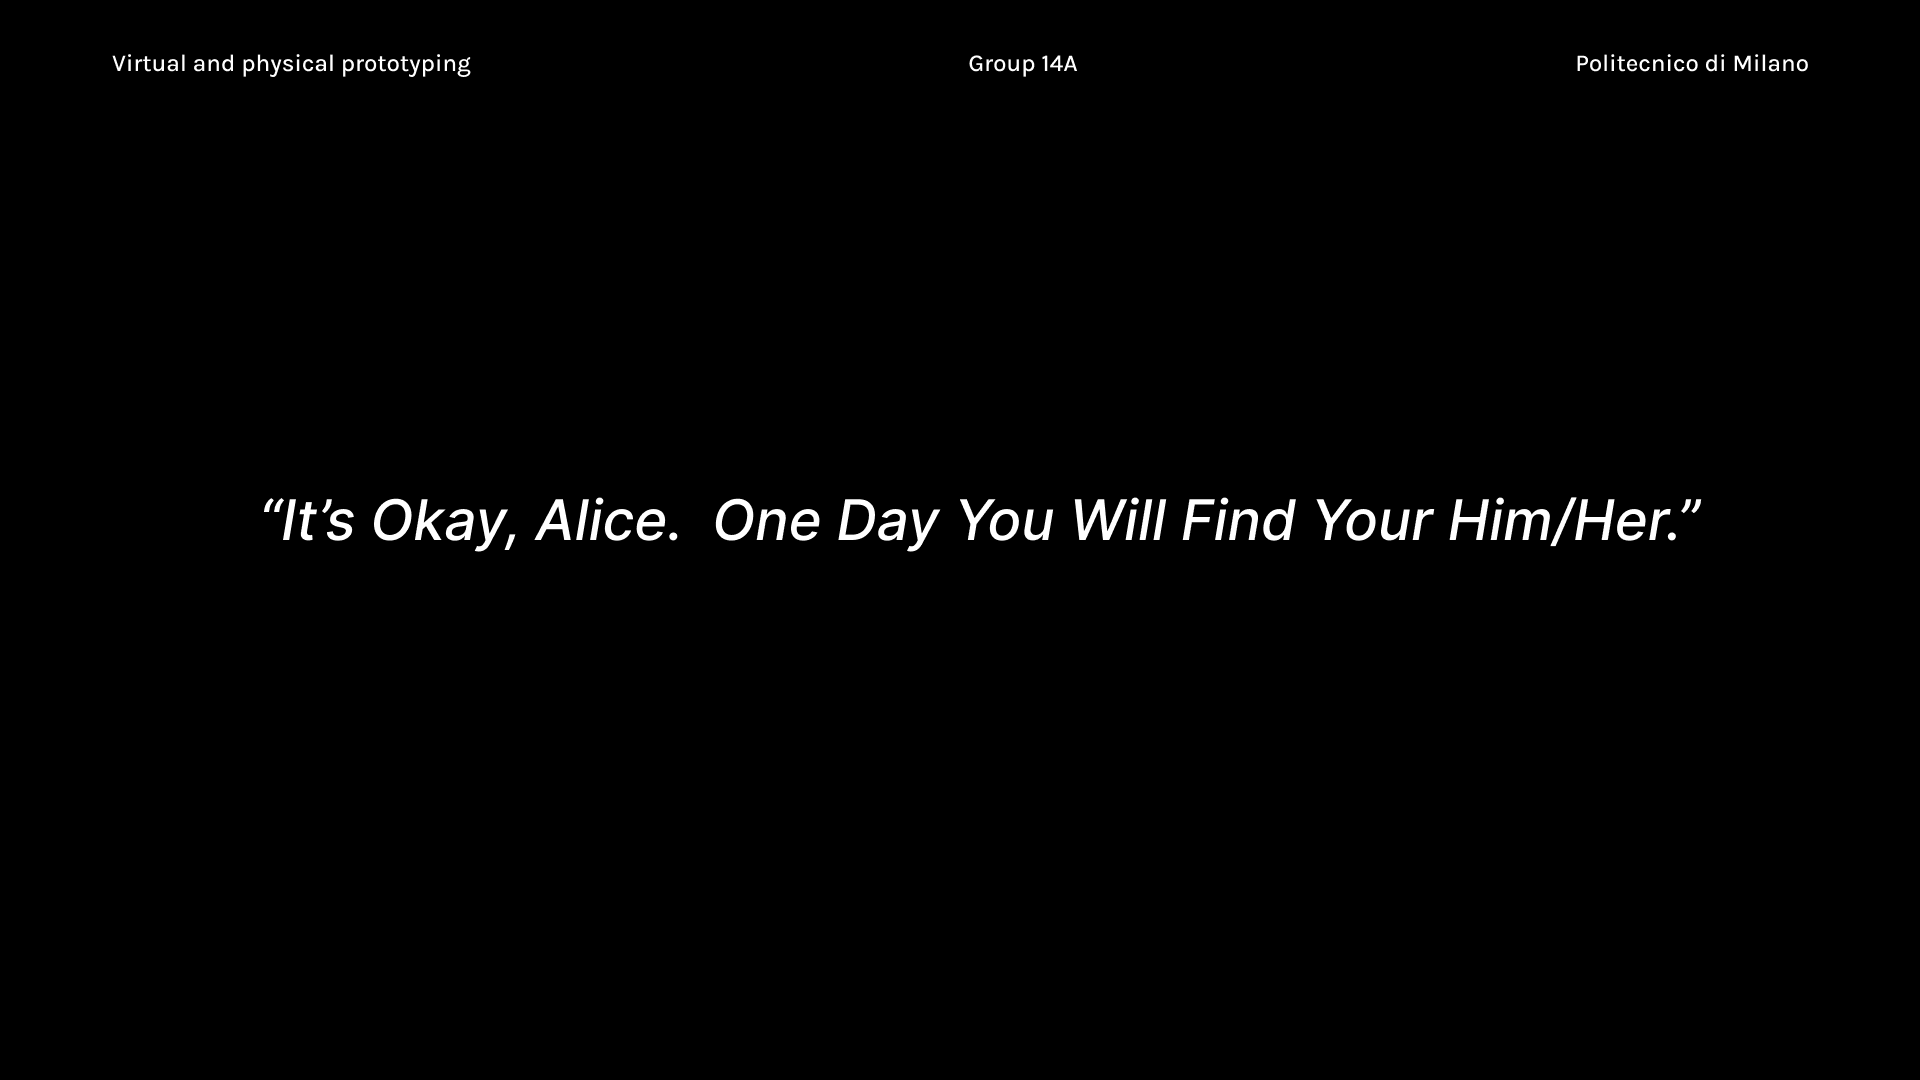 Virtual and physical prototyping
Group 14A
Politecnico di Milano
“It’s Okay, Alice.  One Day You Will Find Your Him/Her.”